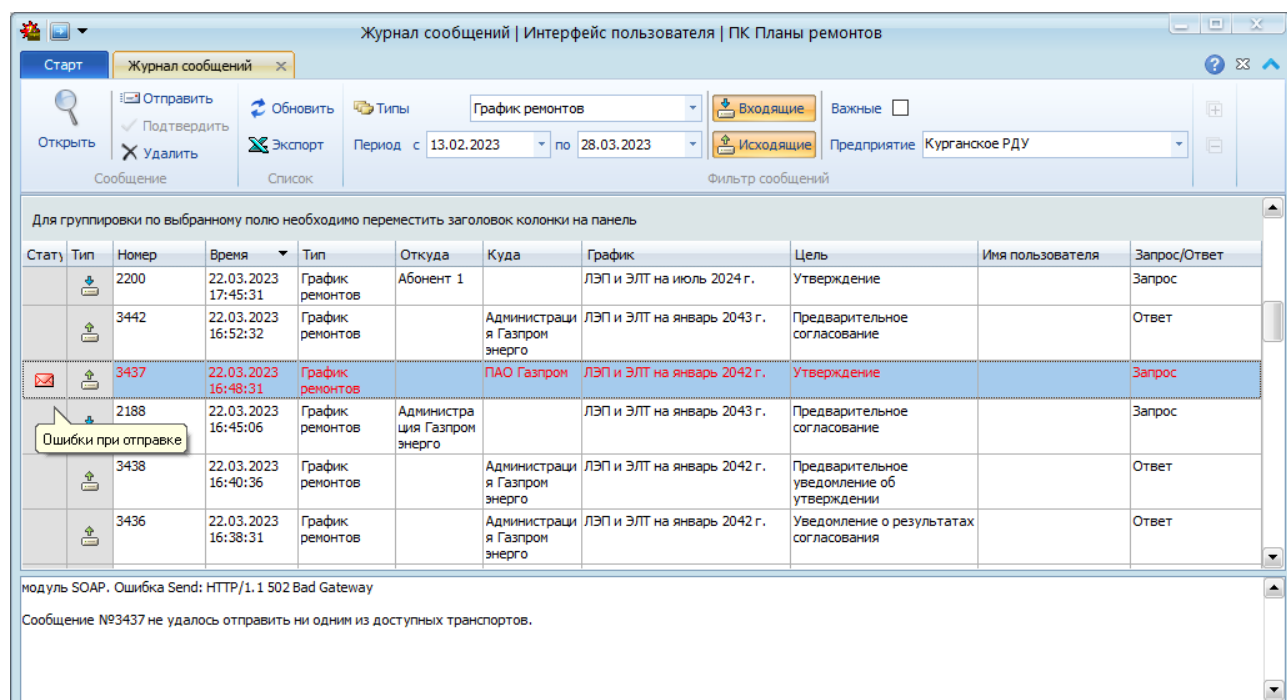 Журнал сообщений | Интерфейс пользователя | ПК Планы ремонтов
Старт
Журнал сообщений
Открыть
Отправить
Подтвердить
Удалить
Сообщение
Обновить
Экспорт
Список
Типы
График ремонтов
Период с 13.02.2023 по 28.03.2023
Входящие
Исходящие
Важные
Предприятие Курганское РДУ
Фильтр сообщений
Для группировки по выбранному полю необходимо переместить заголовок колонки на панель
Стату Тип Номер Время Тип Откуда Куда График Цель Имя пользователя Запрос/Ответ
2200 22.03.2023 График Абонент 1 ЛЭП и ЭЛТ на июль 2024 г. Утверждение Запрос
17:45:31 ремонтов
3442 22.03.2023 График Администраци ЛЭП и ЭЛТ на январь 2043 г. Предварительное Ответ
16:52:32 ремонтов я Газпром согласование
энерго
3437 22.03.2023 График ПАО Газпром ЛЭП и ЭЛТ на январь 2042 г. Утверждение Запрос
16:48:31 ремонтов
2188 22.03.2023 График Администра ЛЭП и ЭЛТ на январь 2043 г. Предварительное Запрос
16:45:06 ремонтов ция Газпром согласование
энерго
Ошибки при отправке
3438 22.03.2023 График Администраци ЛЭП и ЭЛТ на январь 2042 г. Предварительное Ответ
16:40:36 ремонтов я Газпром уведомление об
энерго утверждении
3436 22.03.2023 График Администраци ЛЭП и ЭЛТ на январь 2042 г. Уведомление о результатах Ответ
16:38:31 ремонтов я Газпром согласования
энерго
модуль SOAP. Ошибка Send: HTTP/1.1 502 Bad Gateway
Сообщение №3437 не удалось отправить ни одним из доступных транспортов.